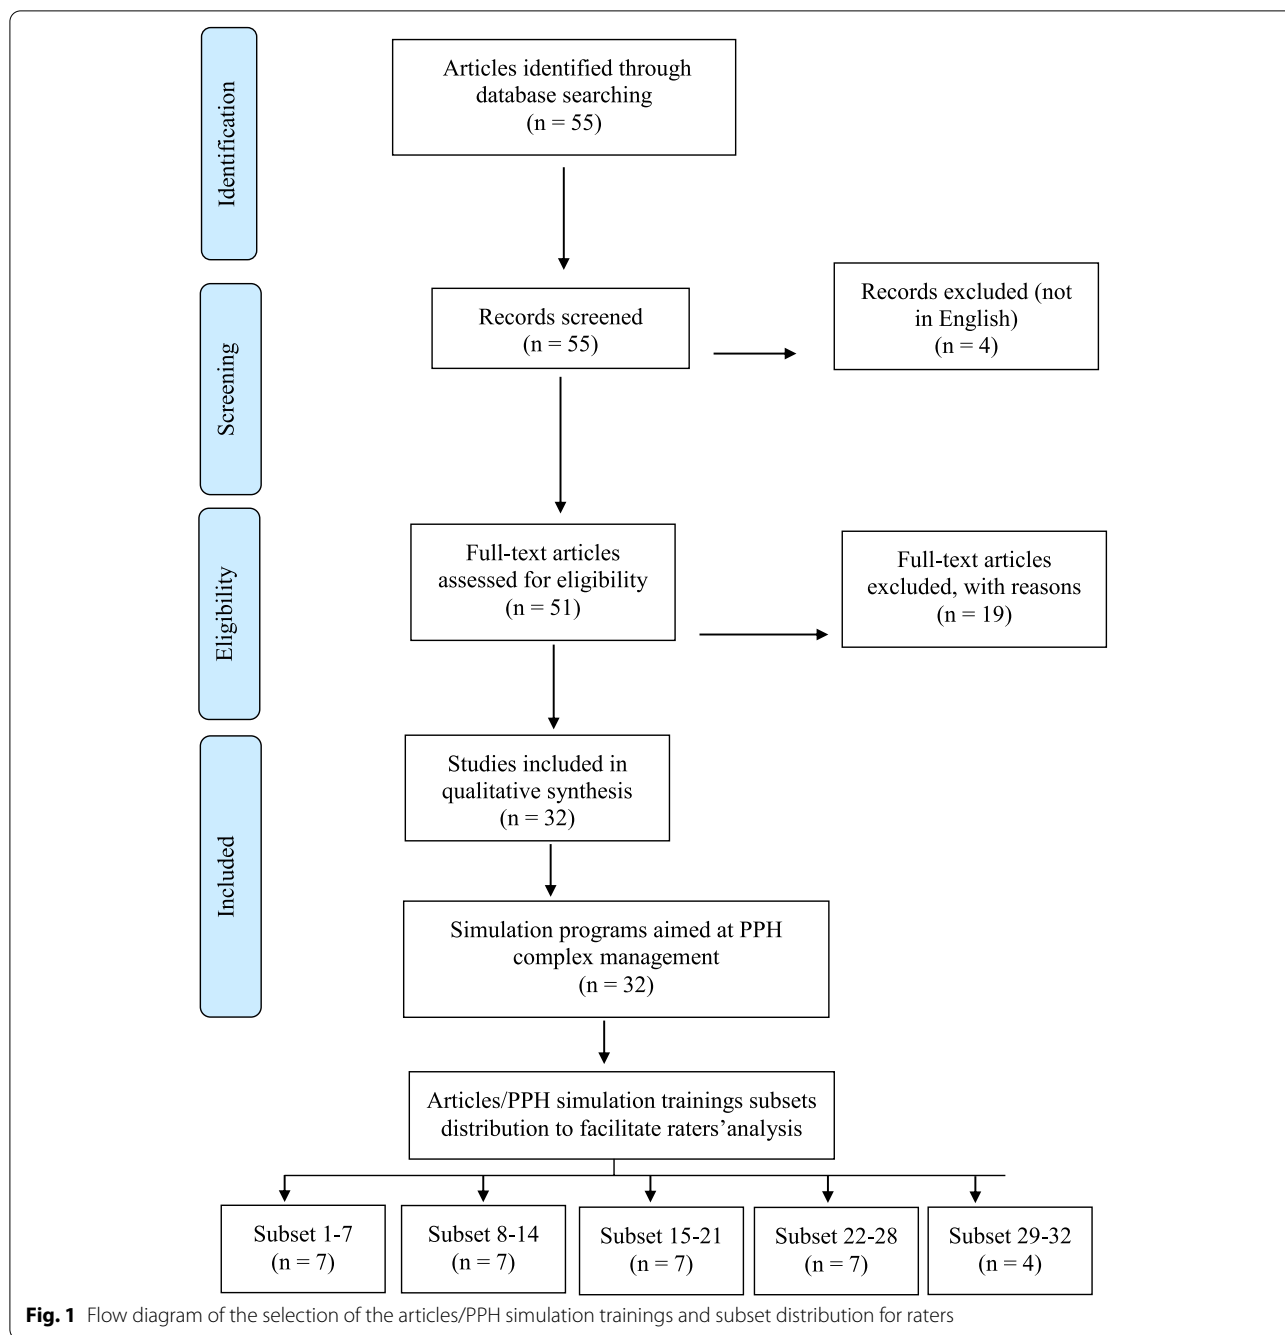 Identification
Articles identified through
database searching
(n = 55)
Screening
Records screened
(n = 55)
Records excluded (not
in English)
(n = 4)
Eligibility
Full-text articles
assessed for eligibility
(n = 51)
Full-text articles
excluded, with reasons
(n = 19)
Included
Studies included in
qualitative synthesis
(n = 32)
Simulation programs aimed at PPH
complex management
(n = 32)
Articles/PPH simulation trainings subsets
distribution to facilitate raters’analysis
Subset 1-7
(n = 7)
Subset 8-14
(n = 7)
Subset 15-21
(n = 7)
Subset 22-28
(n = 7)
Subset 29-32
(n = 4)
Fig. 1 Flow diagram of the selection of the articles/PPH simulation trainings and subset distribution for raters